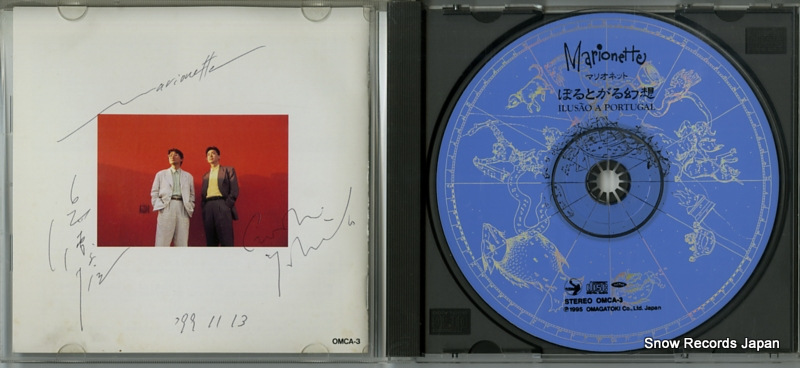 Marionette
'99 11 13
OMCA-3
Marionette
マリオネット
ぽるとがる幻想
ILUSÃO A PORTUGAL
STEREO OMCA-3
℗1995 OMAGATOKI Co., Ltd. Japan
Snow Records Japan